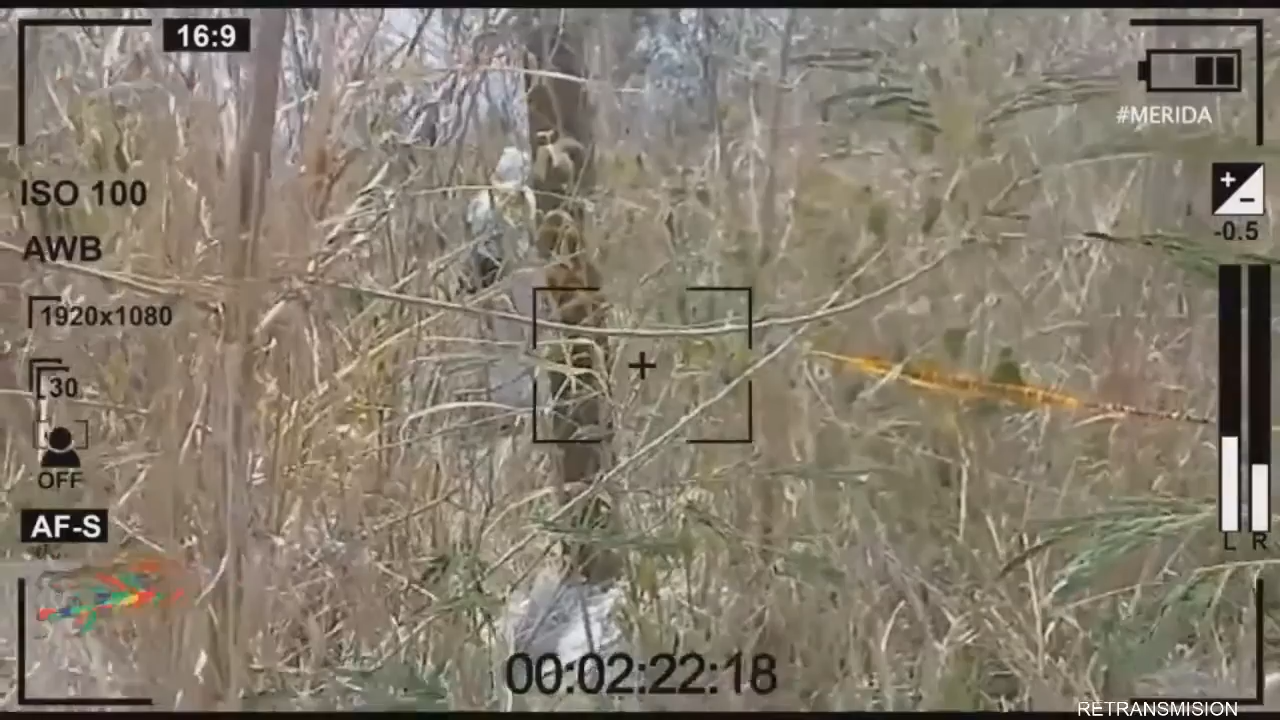 16:9
#MERIDA
ISO 100
AWB
-0.5
1920x1080
30
OFF
AF-S
L R
00:02:22:18
RETRANSMISION